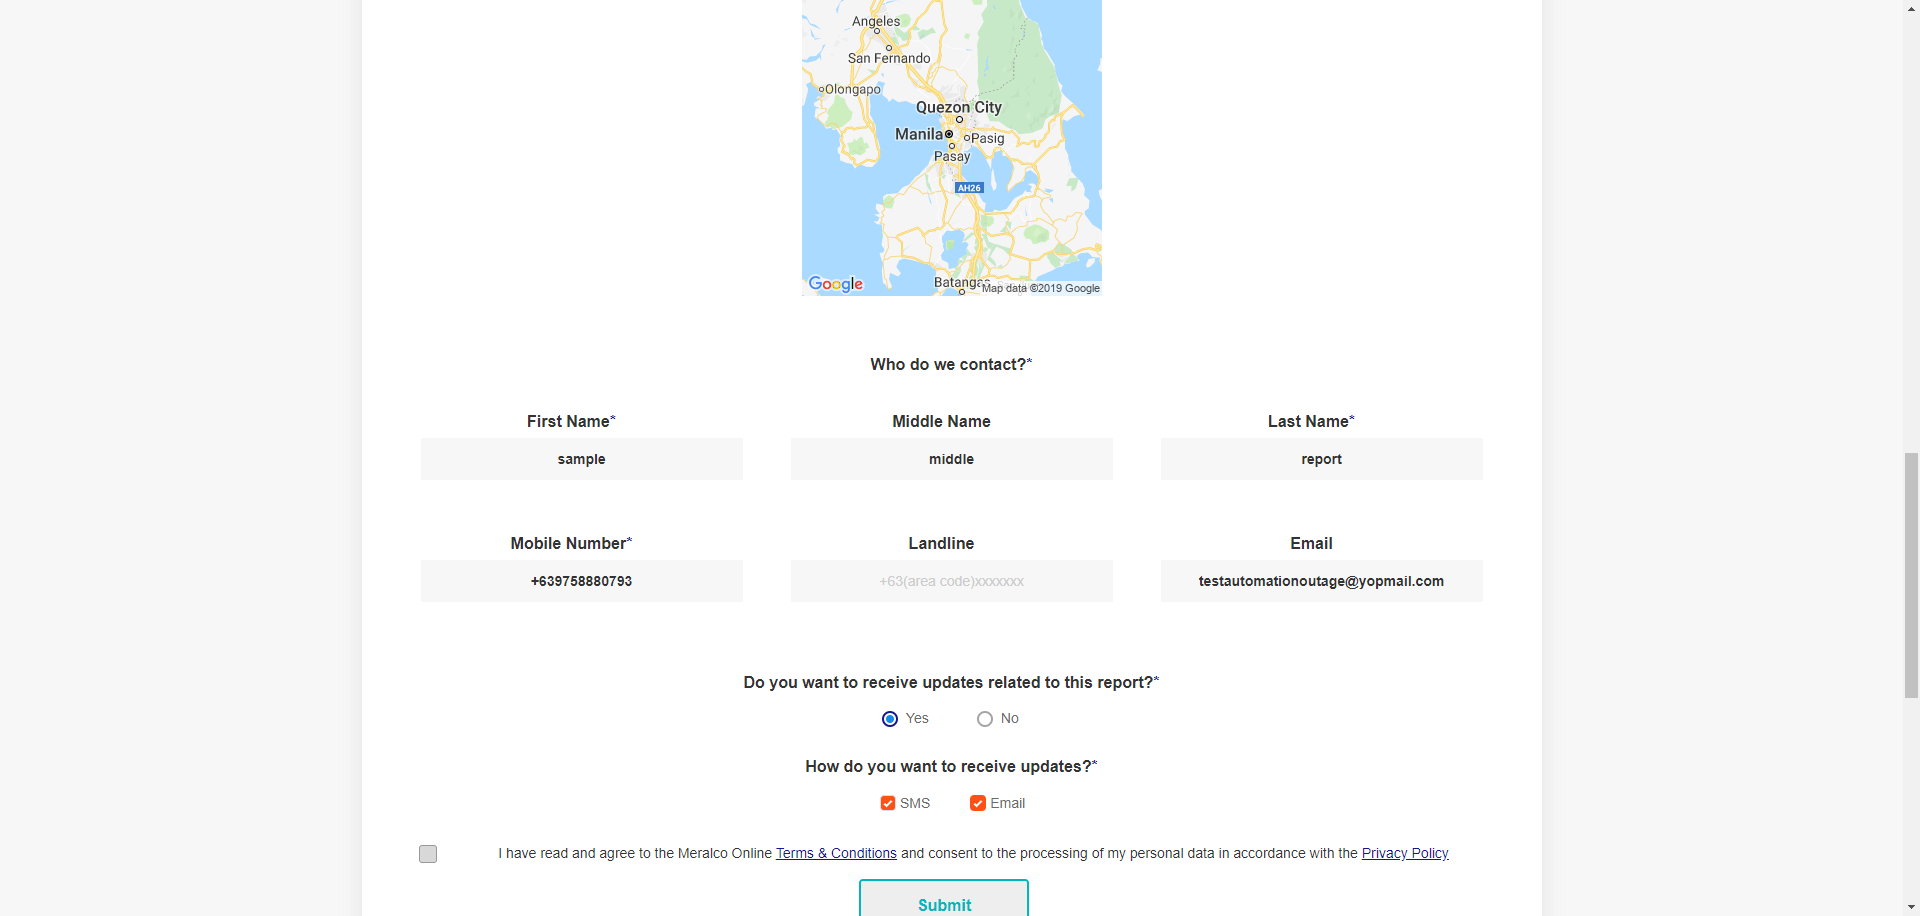 Angeles
San Fernando
Olongapo
Quezon City
Manila
Pasig
Pasay
AH26
Batangas
Google
Map data ©2019 Google
Who do we contact?*
First Name*
Middle Name
Last Name*
sample
middle
report
Mobile Number*
Landline
Email
+639758880793
+63(area code)xxxxxxx
testautomationoutage@yopmail.com
Do you want to receive updates related to this report?*
Yes
No
How do you want to receive updates?*
SMS
Email
I have read and agree to the Meralco Online Terms & Conditions and consent to the processing of my personal data in accordance with the Privacy Policy
Submit